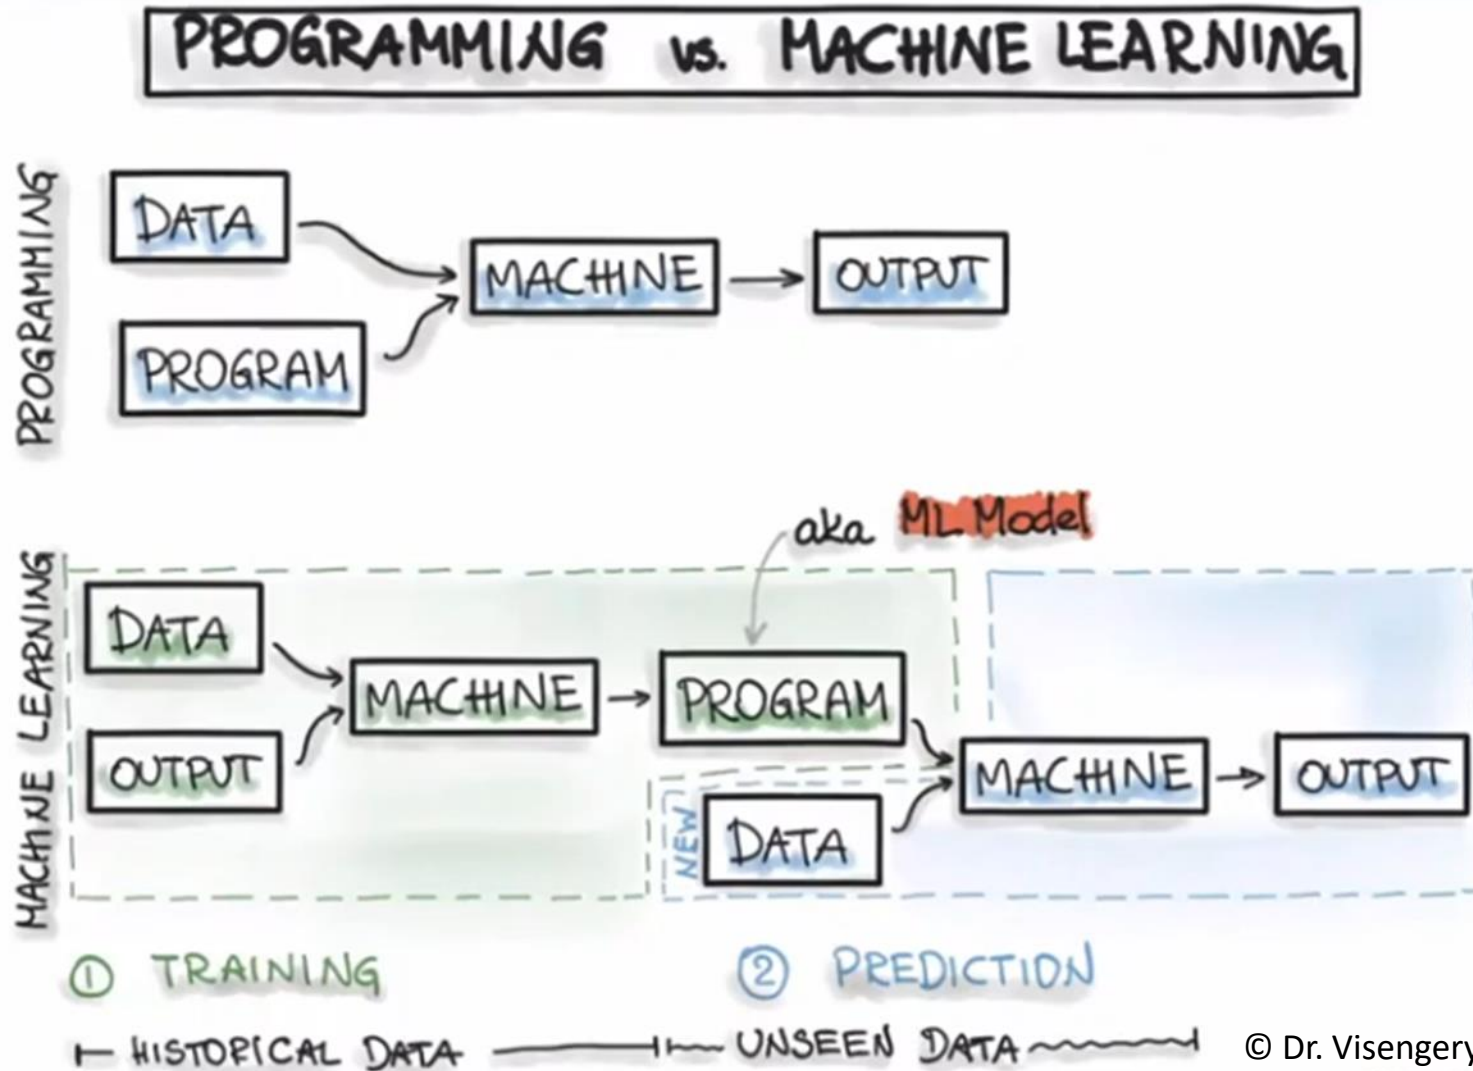 PROGRAMMING vs. MACHINE LEARNING
PROGRAMMING
DATA
PROGRAM
MACHINE
OUTPUT
MACHINE LEARNING
aka ML Model
DATA
OUTPUT
MACHINE
PROGRAM
NEW
DATA
MACHINE
OUTPUT
① TRAINING
② PREDICTION
HISTORICAL DATA
UNSEEN DATA
© Dr. Visengery